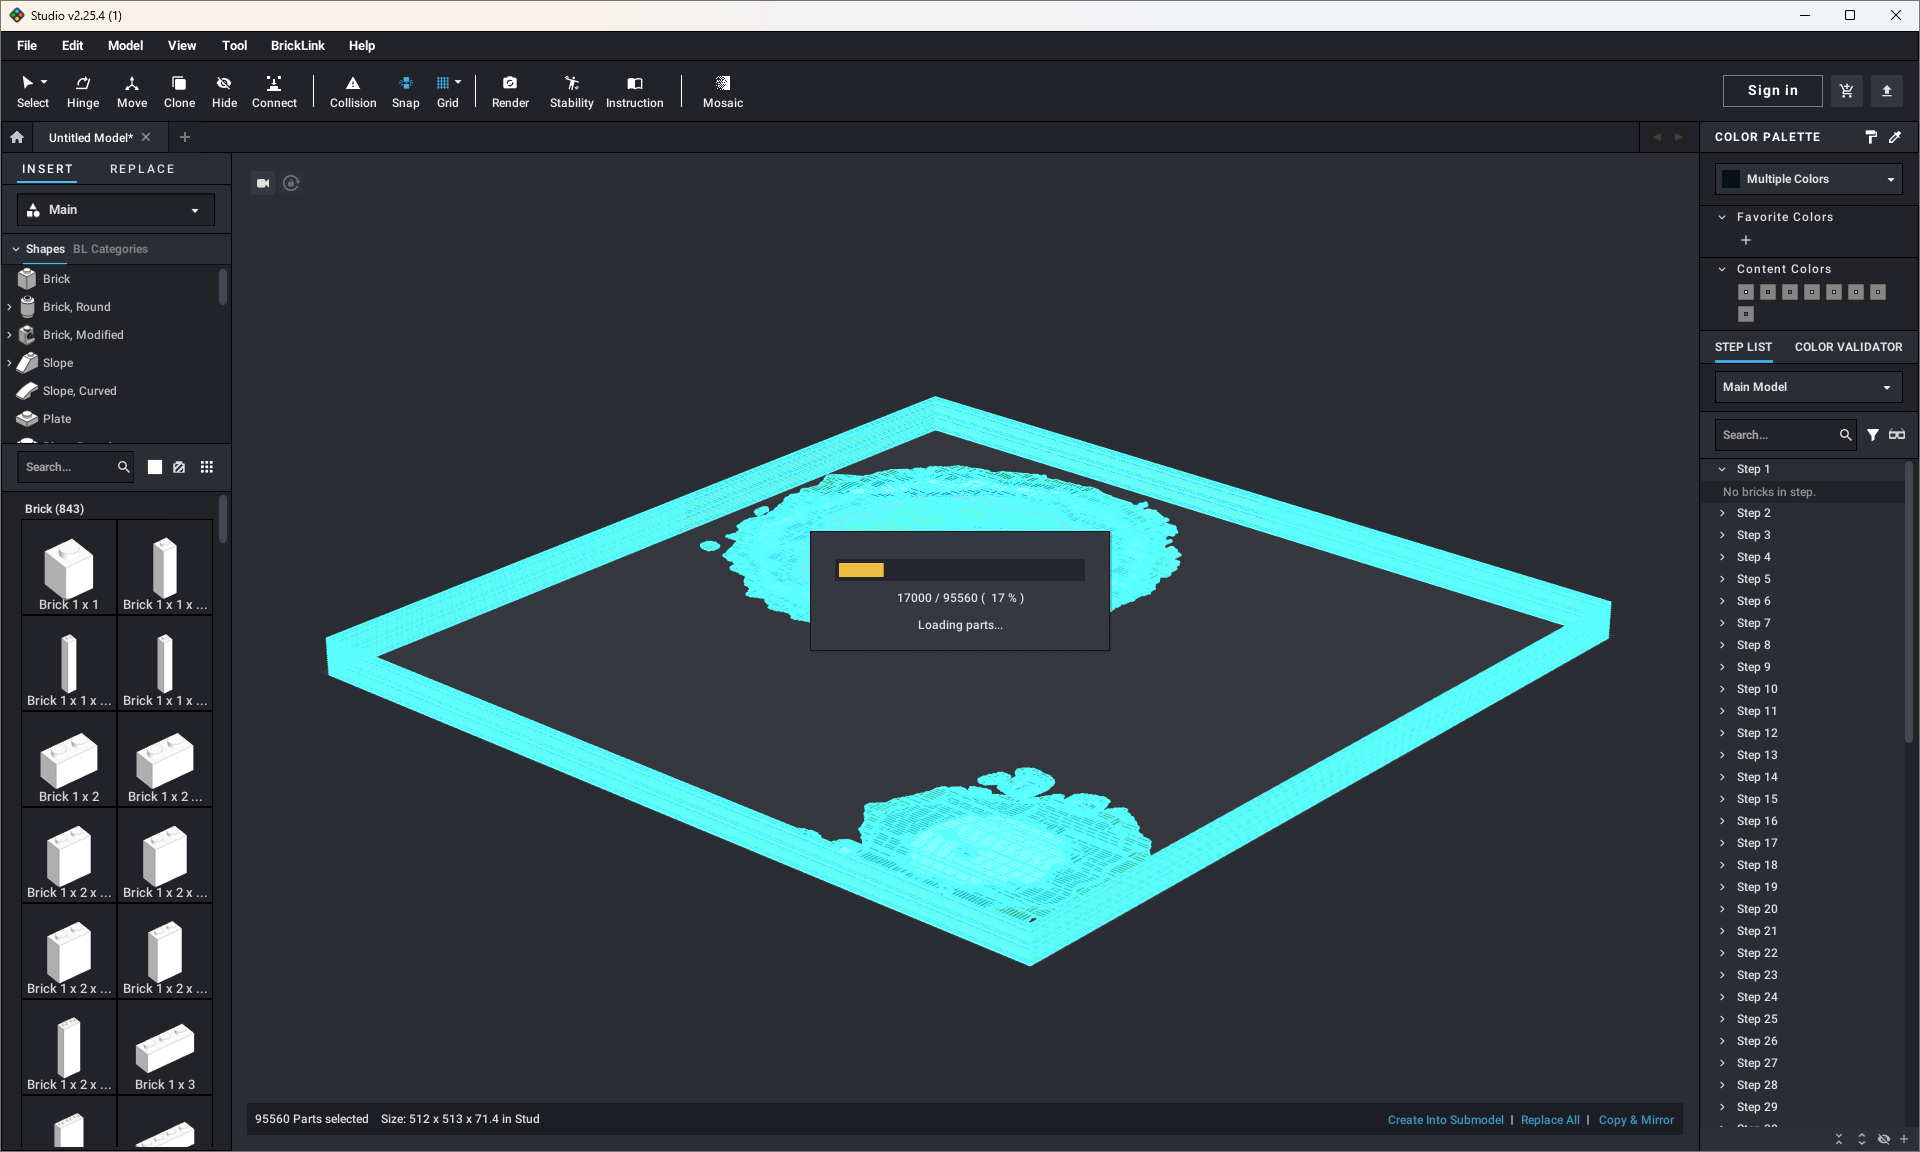 Studio v2.25.4 (1)
File Edit Model View Tool BrickLink Help
Select Hinge Move Clone Hide Connect Collision Snap Grid Render Stability Instruction Mosaic
Sign in
Untitled Model*
INSERT REPLACE
Main
Shapes BL Categories
Brick
Brick, Round
Brick, Modified
Slope
Slope, Curved
Plate
Search...
Brick (843)
Brick 1 x 1 Brick 1 x 1 x ...
Brick 1 x 1 x ... Brick 1 x 1 x ...
Brick 1 x 2 Brick 1 x 2 ...
Brick 1 x 2 x ... Brick 1 x 2 x ...
Brick 1 x 2 x ... Brick 1 x 2 x ...
Brick 1 x 2 x ... Brick 1 x 3
17000 / 95560 ( 17 % )
Loading parts...
95560 Parts selected Size: 512 x 513 x 71.4 in Stud
Create Into Submodel | Replace All | Copy & Mirror
COLOR PALETTE
Multiple Colors
Favorite Colors
Content Colors
STEP LIST COLOR VALIDATOR
Main Model
Search...
Step 1
No bricks in step.
Step 2
Step 3
Step 4
Step 5
Step 6
Step 7
Step 8
Step 9
Step 10
Step 11
Step 12
Step 13
Step 14
Step 15
Step 16
Step 17
Step 18
Step 19
Step 20
Step 21
Step 22
Step 23
Step 24
Step 25
Step 26
Step 27
Step 28
Step 29